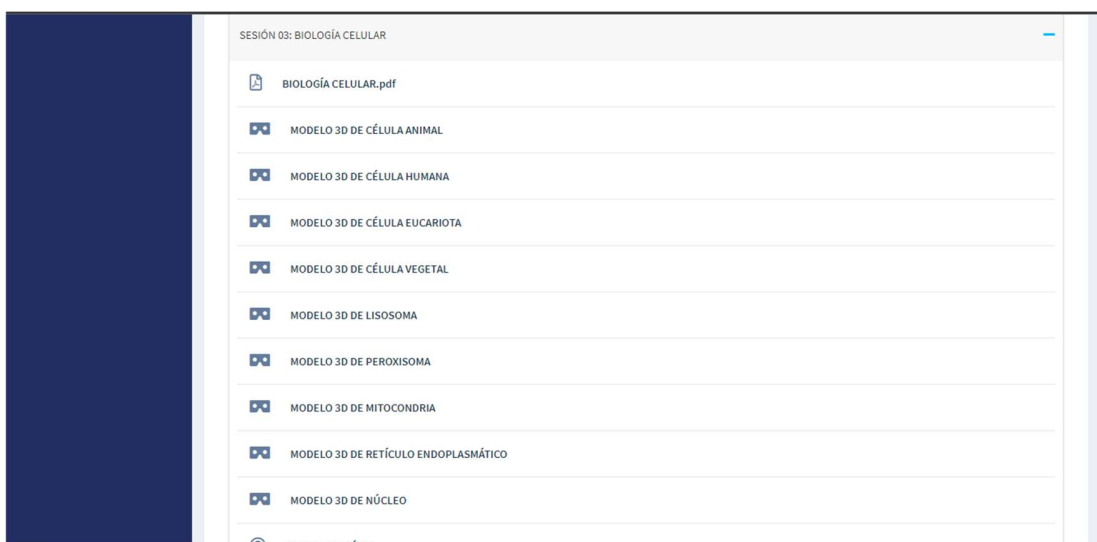 SESIÓN 03: BIOLOGÍA CELULAR
BIOLOGÍA CELULAR.pdf
MODELO 3D DE CÉLULA ANIMAL
MODELO 3D DE CÉLULA HUMANA
MODELO 3D DE CÉLULA EUCARIOTA
MODELO 3D DE CÉLULA VEGETAL
MODELO 3D DE LISOSOMA
MODELO 3D DE PEROXISOMA
MODELO 3D DE MITOCONDRIA
MODELO 3D DE RETÍCULO ENDOPLASMÁTICO
MODELO 3D DE NÚCLEO